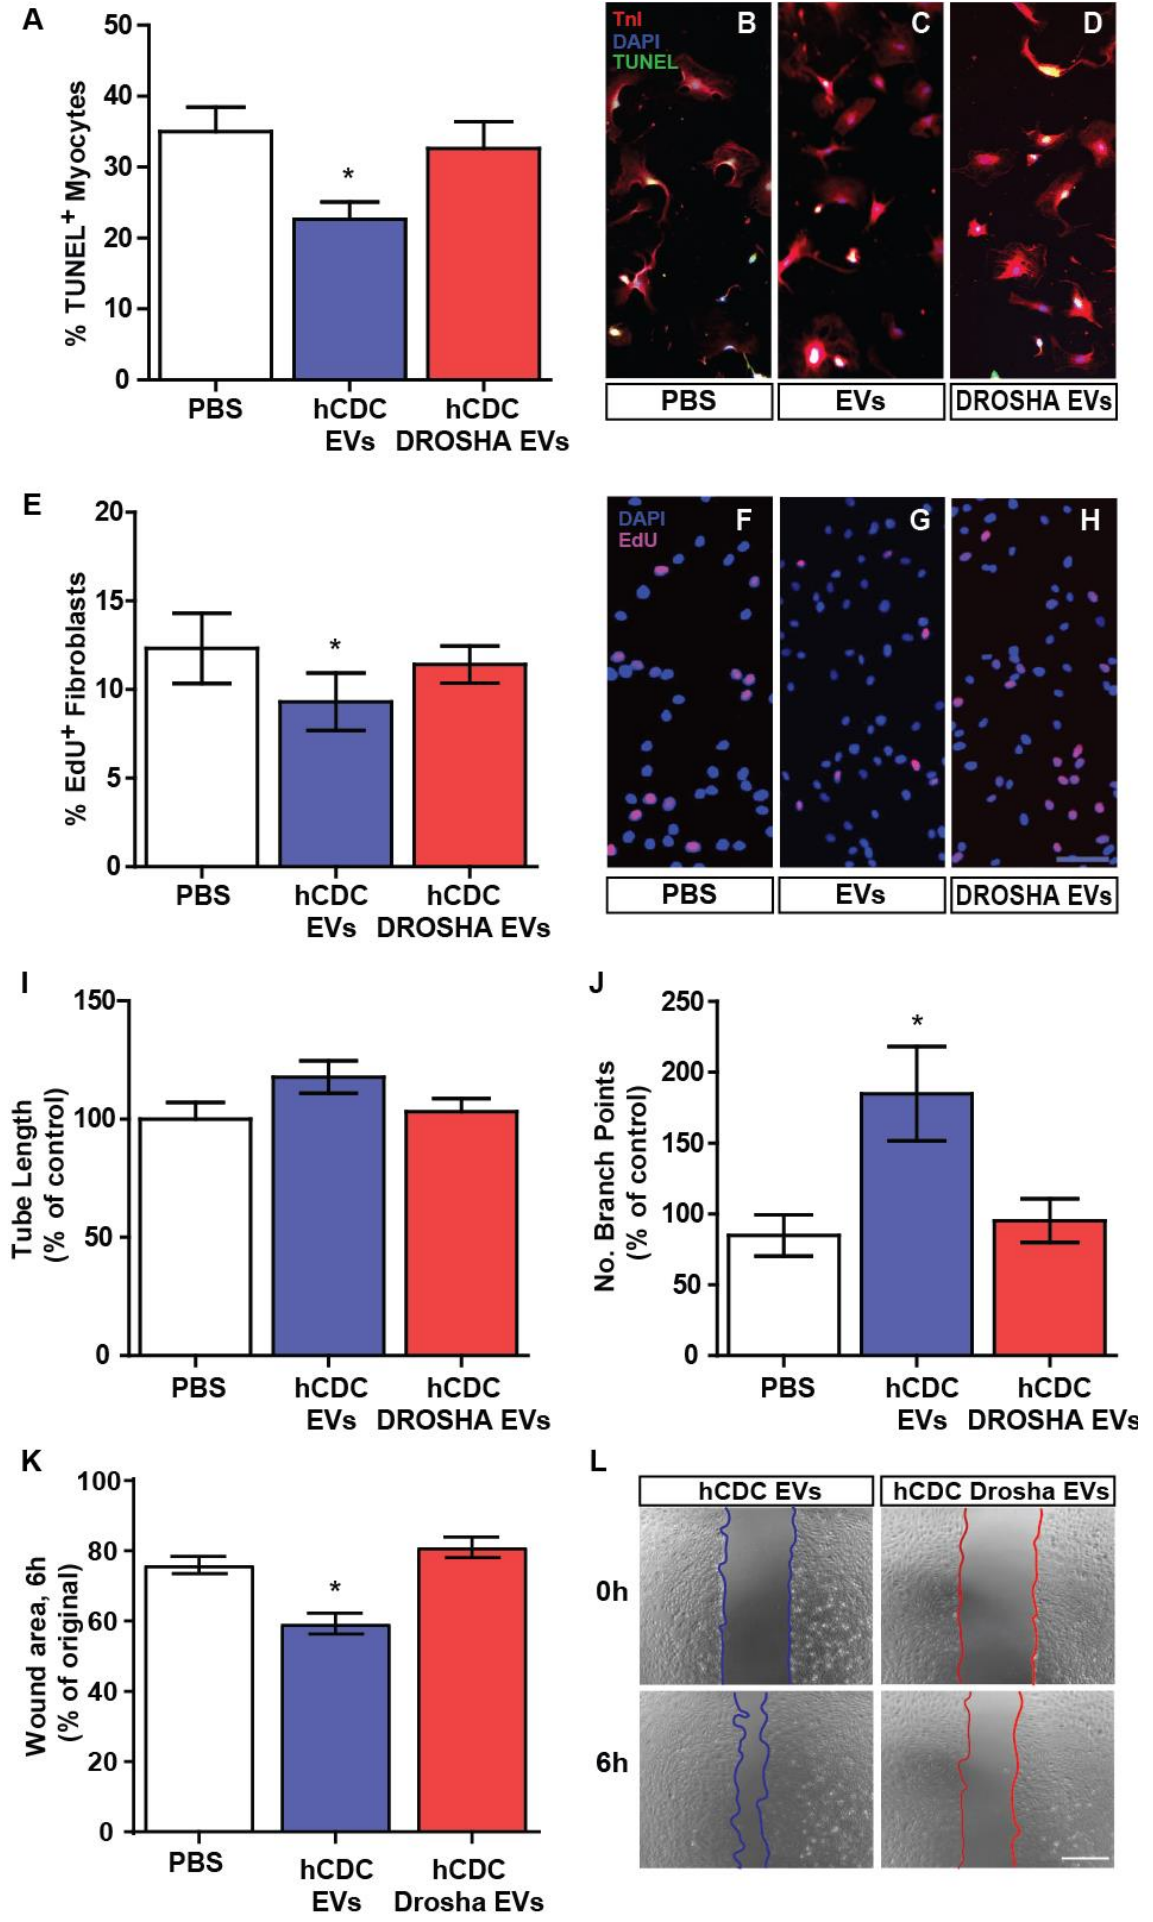 A
50
40
30
20
10
0
% TUNEL+ Myocytes
*
PBS
hCDC
EVs
hCDC
DROSHA EVs
TnI
DAPI
TUNEL
B
C
D
PBS
EVs
DROSHA EVs
E
20
15
10
5
0
% EdU+ Fibroblasts
*
PBS
hCDC
EVs
hCDC
DROSHA EVs
DAPI
EdU
F
G
H
PBS
EVs
DROSHA EVs
I
150
100
50
0
Tube Length
(% of control)
PBS
hCDC
EVs
hCDC
DROSHA EVs
J
250
200
150
100
50
0
No. Branch Points
(% of control)
*
PBS
hCDC
EVs
hCDC
DROSHA EVs
K
100
80
60
40
20
0
Wound area, 6h
(% of original)
*
PBS
hCDC
EVs
hCDC
Drosha EVs
L
hCDC EVs
hCDC Drosha EVs
0h
6h